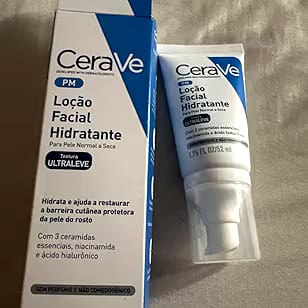 CeraVe
DEVELOPED WITH DERMATOLOGISTS
PM
Loção
Facial
Hidratante
Para Pele Normal a Seca
Textura
ULTRALEVE
Hidrata e ajuda a restaurar
a barreira cutânea protetora
da pele do rosto
Com 3 ceramidas
essenciais, niacinamida
e ácido hialurônico
SEM PERFUME E NÃO COMEDOGÊNICO
CeraVe
PM
Loção
Facial
Hidratante
Para Pele Normal a Seca
Textura
ULTRALEVE
Com 3 ceramidas essenciais,
niacinamida e ácido hialurônico
1.75 FL OZ/52 ml